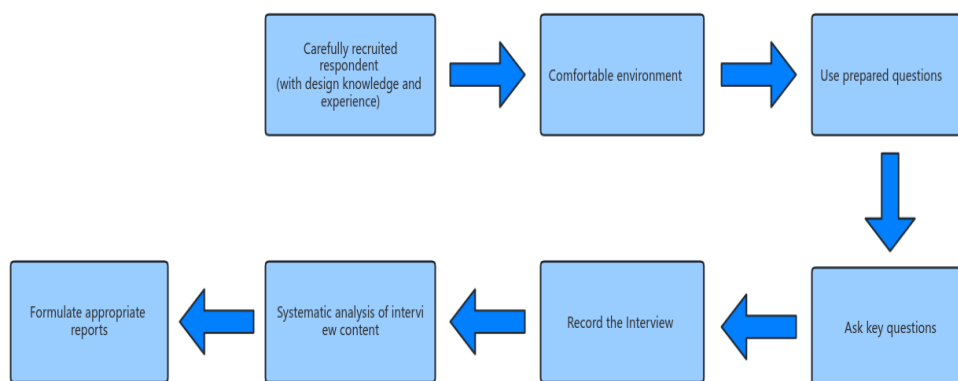 Carefully recruited
respondent
(with design knowledge and
experience)
Comfortable environment
Use prepared questions
Ask key questions
Record the Interview
Systematic analysis of intervi
ew content
Formulate appropriate
reports